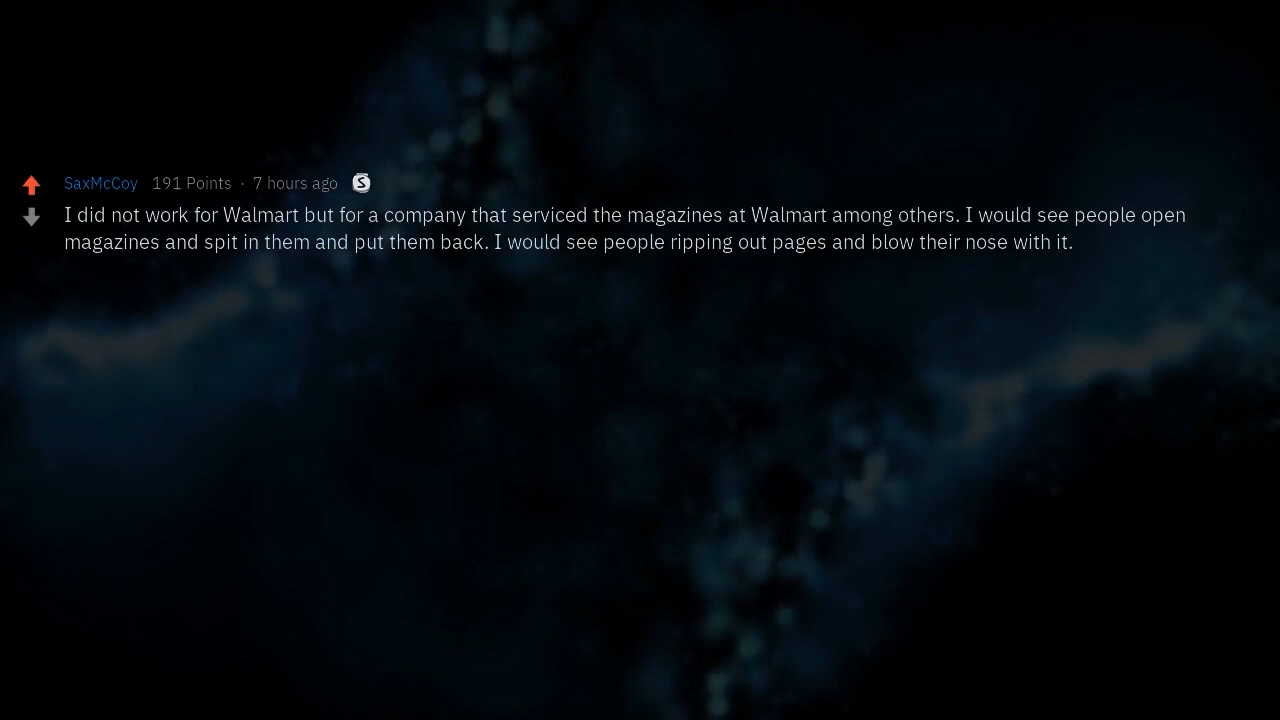 SaxMcCoy 191 Points · 7 hours ago S
I did not work for Walmart but for a company that serviced the magazines at Walmart among others. I would see people open
magazines and spit in them and put them back. I would see people ripping out pages and blow their nose with it.